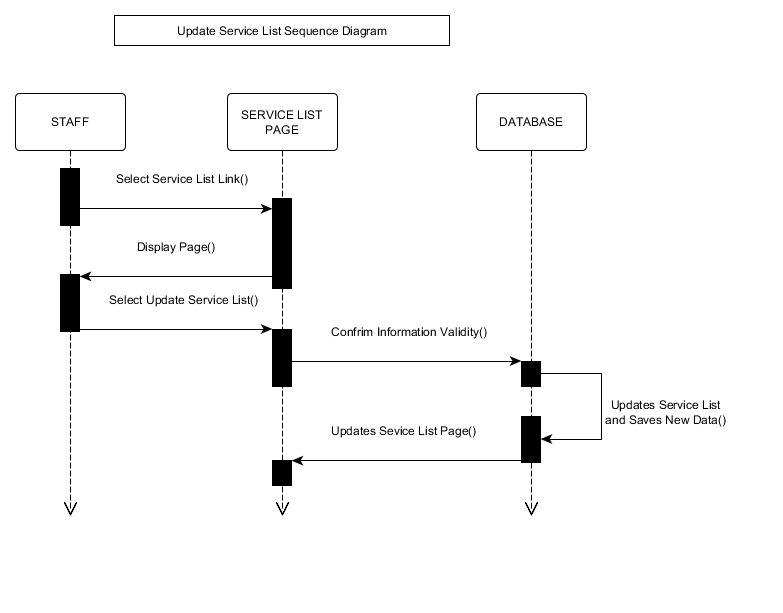 Update Service List Sequence Diagram
STAFF
SERVICE LIST
PAGE
DATABASE
Select Service List Link()
Display Page()
Select Update Service List()
Confrim Information Validity()
Updates Service List
and Saves New Data()
Updates Sevice List Page()